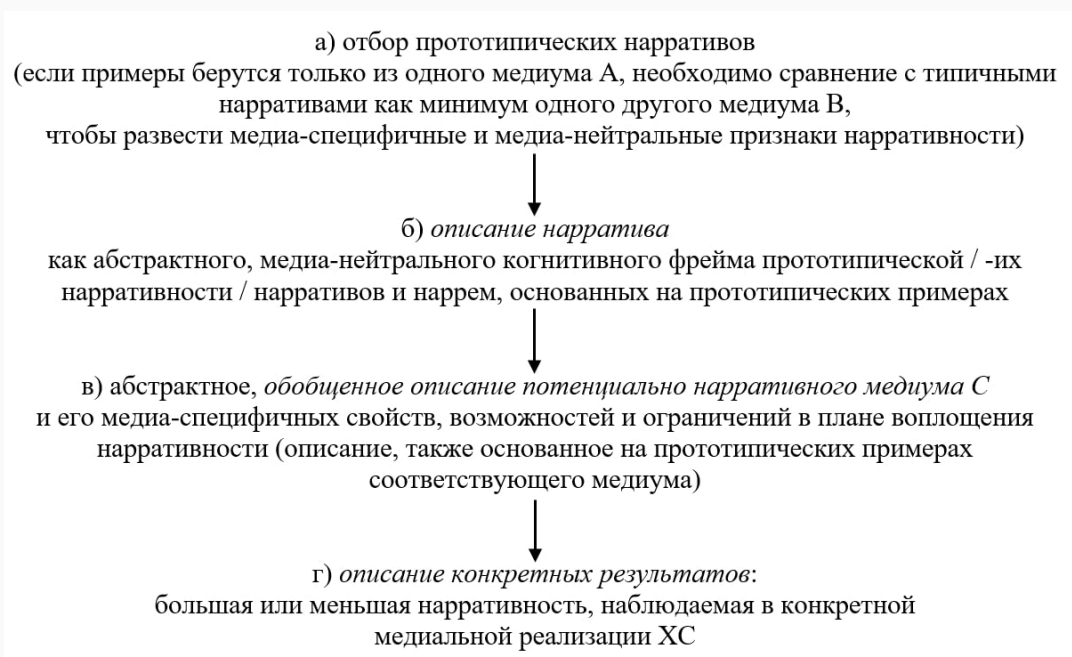 а) отбор прототипических нарративов
(если примеры берутся только из одного медиума А, необходимо сравнение с типичными
нарративами как минимум одного другого медиума В,
чтобы развести медиа-специфичные и медиа-нейтральные признаки нарративности)
б) описание нарратива
как абстрактного, медиа-нейтрального когнитивного фрейма прототипической / -их
нарративности / нарративов и наррем, основанных на прототипических примерах
в) абстрактное, обобщенное описание потенциально нарративного медиума С
и его медиа-специфичных свойств, возможностей и ограничений в плане воплощения
нарративности (описание, также основанное на прототипических примерах
соответствующего медиума)
г) описание конкретных результатов:
большая или меньшая нарративность, наблюдаемая в конкретной
медиальной реализации ХС